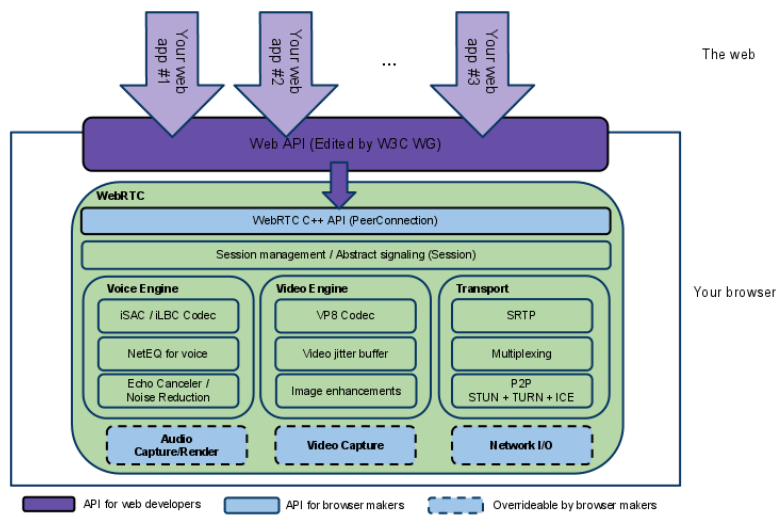 Your web
app #1
Your web
app #2
...
Your web
app #3
The web
Web API (Edited by W3C WG)
WebRTC
WebRTC C++ API (PeerConnection)
Session management / Abstract signaling (Session)
Your browser
Voice Engine
iSAC / iLBC Codec
NetEQ for voice
Echo Canceler /
Noise Reduction
Video Engine
VP8 Codec
Video jitter buffer
Image enhancements
Transport
SRTP
Multiplexing
P2P
STUN + TURN + ICE
Audio
Capture/Render
Video Capture
Network I/O
API for web developers
API for browser makers
Overrideable by browser makers